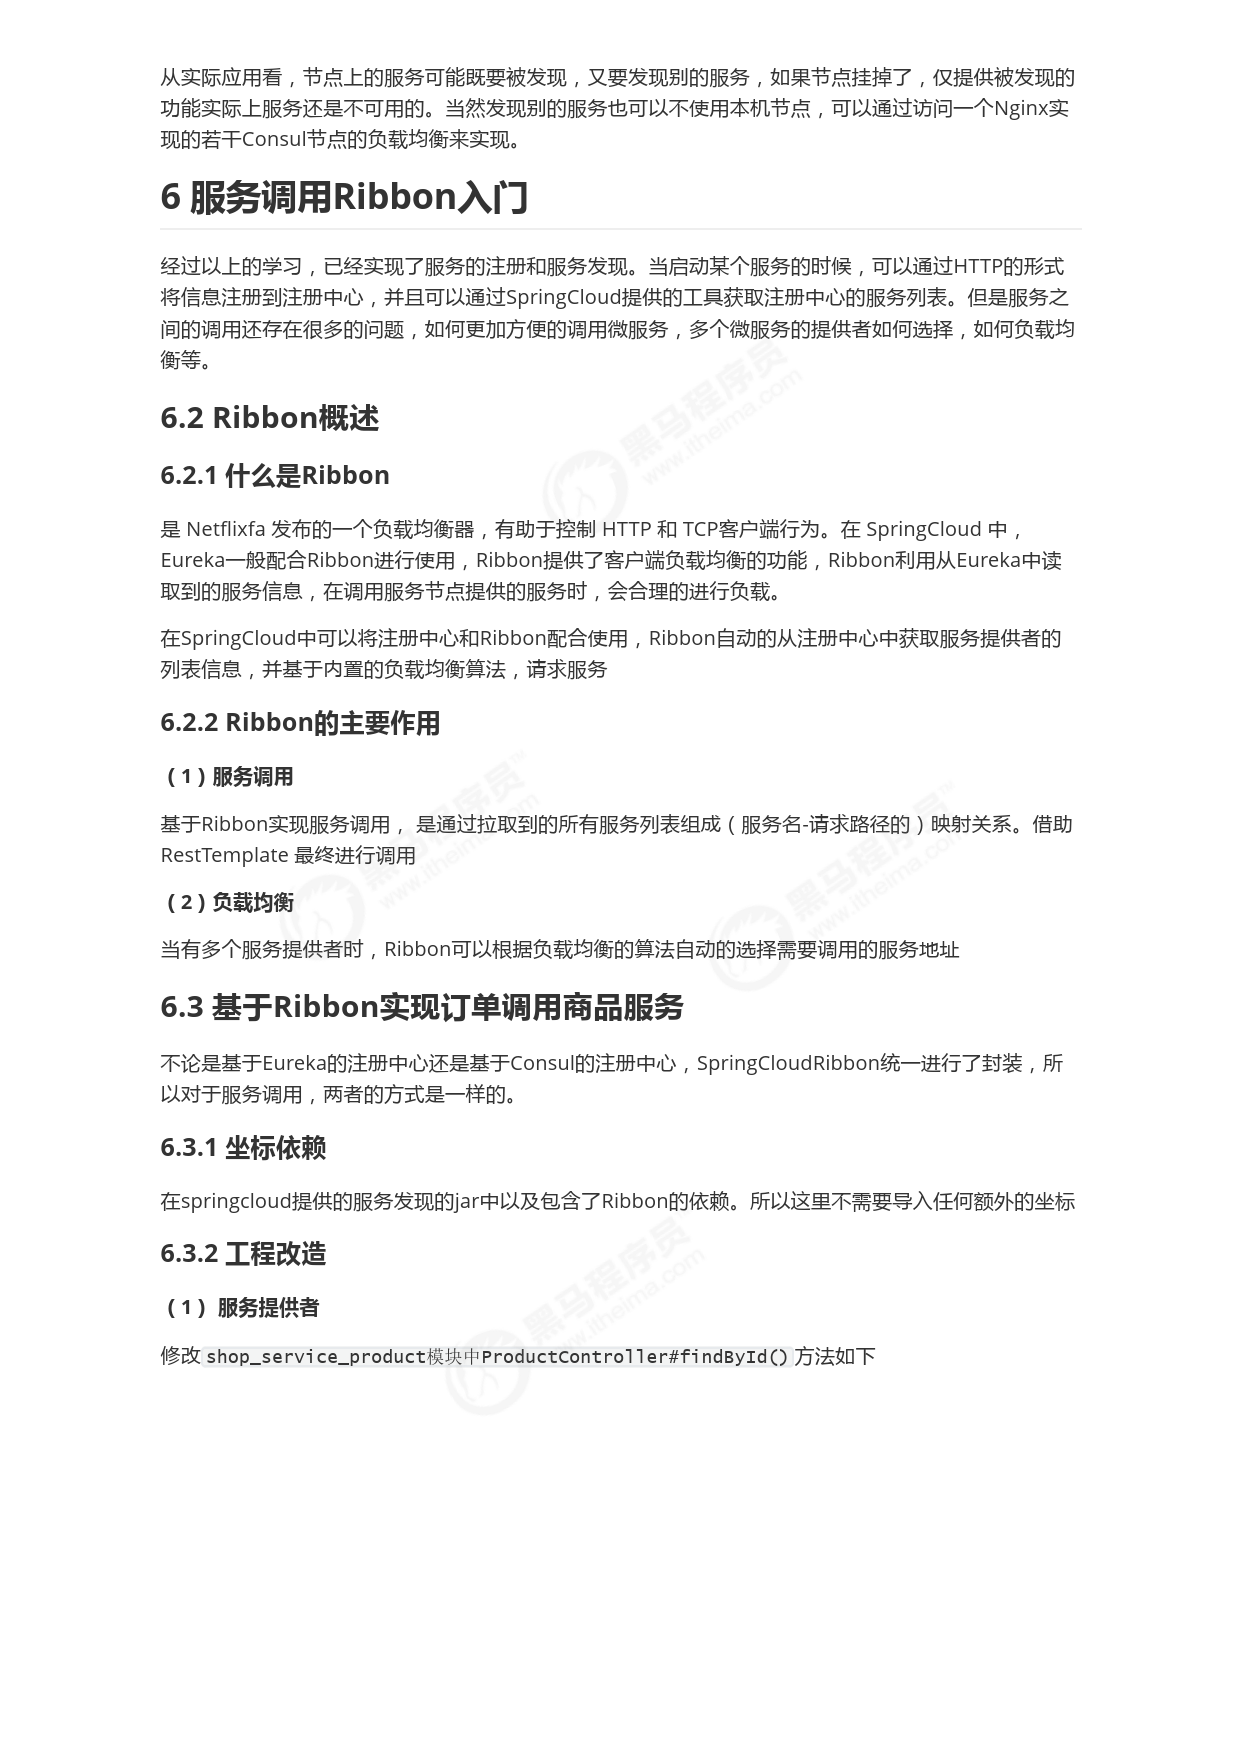 从实际应用看，节点上的服务可能既要被发现，又要发现别的服务，如果节点挂掉了，仅提供被发现的
功能实际上服务还是不可用的。当然发现别的服务也可以不使用本机节点，可以通过访问一个Nginx实
现的若干Consul节点的负载均衡来实现。
6 服务调用Ribbon入门
经过以上的学习，已经实现了服务的注册和服务发现。当启动某个服务的时候，可以通过HTTP的形式
将信息注册到注册中心，并且可以通过SpringCloud提供的工具获取注册中心的服务列表。但是服务之
间的调用还存在很多的问题，如何更加方便的调用微服务，多个微服务的提供者如何选择，如何负载均
衡等。
6.2 Ribbon概述
6.2.1 什么是Ribbon
是 Netflixfa 发布的一个负载均衡器，有助于控制 HTTP 和 TCP客户端行为。在 SpringCloud 中，
Eureka一般配合Ribbon进行使用，Ribbon提供了客户端负载均衡的功能，Ribbon利用从Eureka中读
取到的服务信息，在调用服务节点提供的服务时，会合理的进行负载。
在SpringCloud中可以将注册中心和Ribbon配合使用，Ribbon自动的从注册中心中获取服务提供者的
列表信息，并基于内置的负载均衡算法，请求服务
6.2.2 Ribbon的主要作用
（1）服务调用
基于Ribbon实现服务调用， 是通过拉取到的所有服务列表组成（服务名-请求路径的）映射关系。借助
RestTemplate 最终进行调用
（2）负载均衡
当有多个服务提供者时，Ribbon可以根据负载均衡的算法自动的选择需要调用的服务地址
6.3 基于Ribbon实现订单调用商品服务
不论是基于Eureka的注册中心还是基于Consul的注册中心，SpringCloudRibbon统一进行了封装，所
以对于服务调用，两者的方式是一样的。
6.3.1 坐标依赖
在springcloud提供的服务发现的jar中以及包含了Ribbon的依赖。所以这里不需要导入任何额外的坐标
6.3.2 工程改造
（1） 服务提供者
修改shop_service_product模块中ProductController#findById()方法如下
黑马程序员
www.itheima.com
黑马程序员™
www.itheima.com
黑马程序员™
www.itheima.com
黑马程序员
www.itheima.com